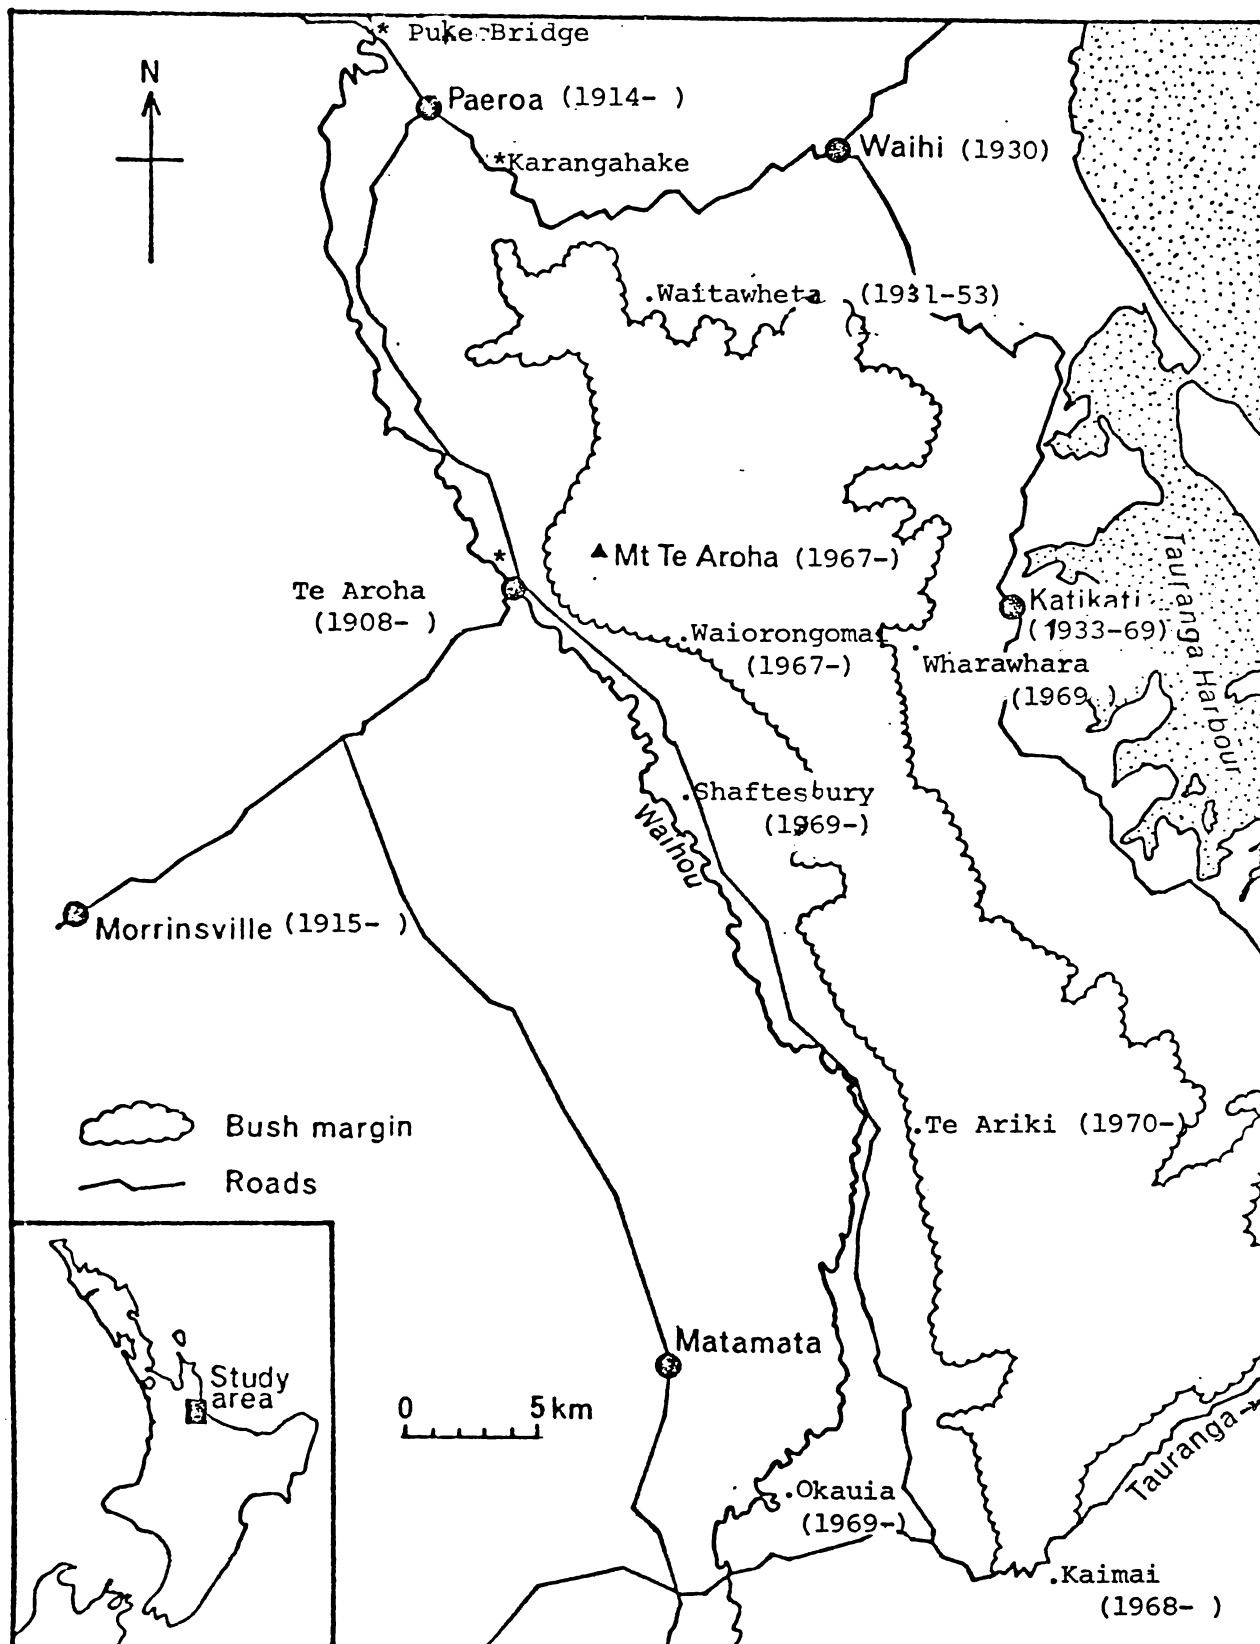 * Puke Bridge
N
Paeroa (1914- )
*Karangahake
Waihi (1930)
.Waitawheta (1931-53)
▲ Mt Te Aroha (1967-)
*
Te Aroha
(1908- )
Katikati
(1933-69)
.Waiorongomai
(1967-)
.Wharawhara
(1969 )
Tauranga Harbour
.Shaftesbury
(1969-)
Waihou
Morrinsville (1915- )
Bush margin
.Te Ariki (1970-)
Roads
Matamata
Study
area
0 5 km
Tauranga
.Okauia
(1969-)
.Kaimai
(1968- )